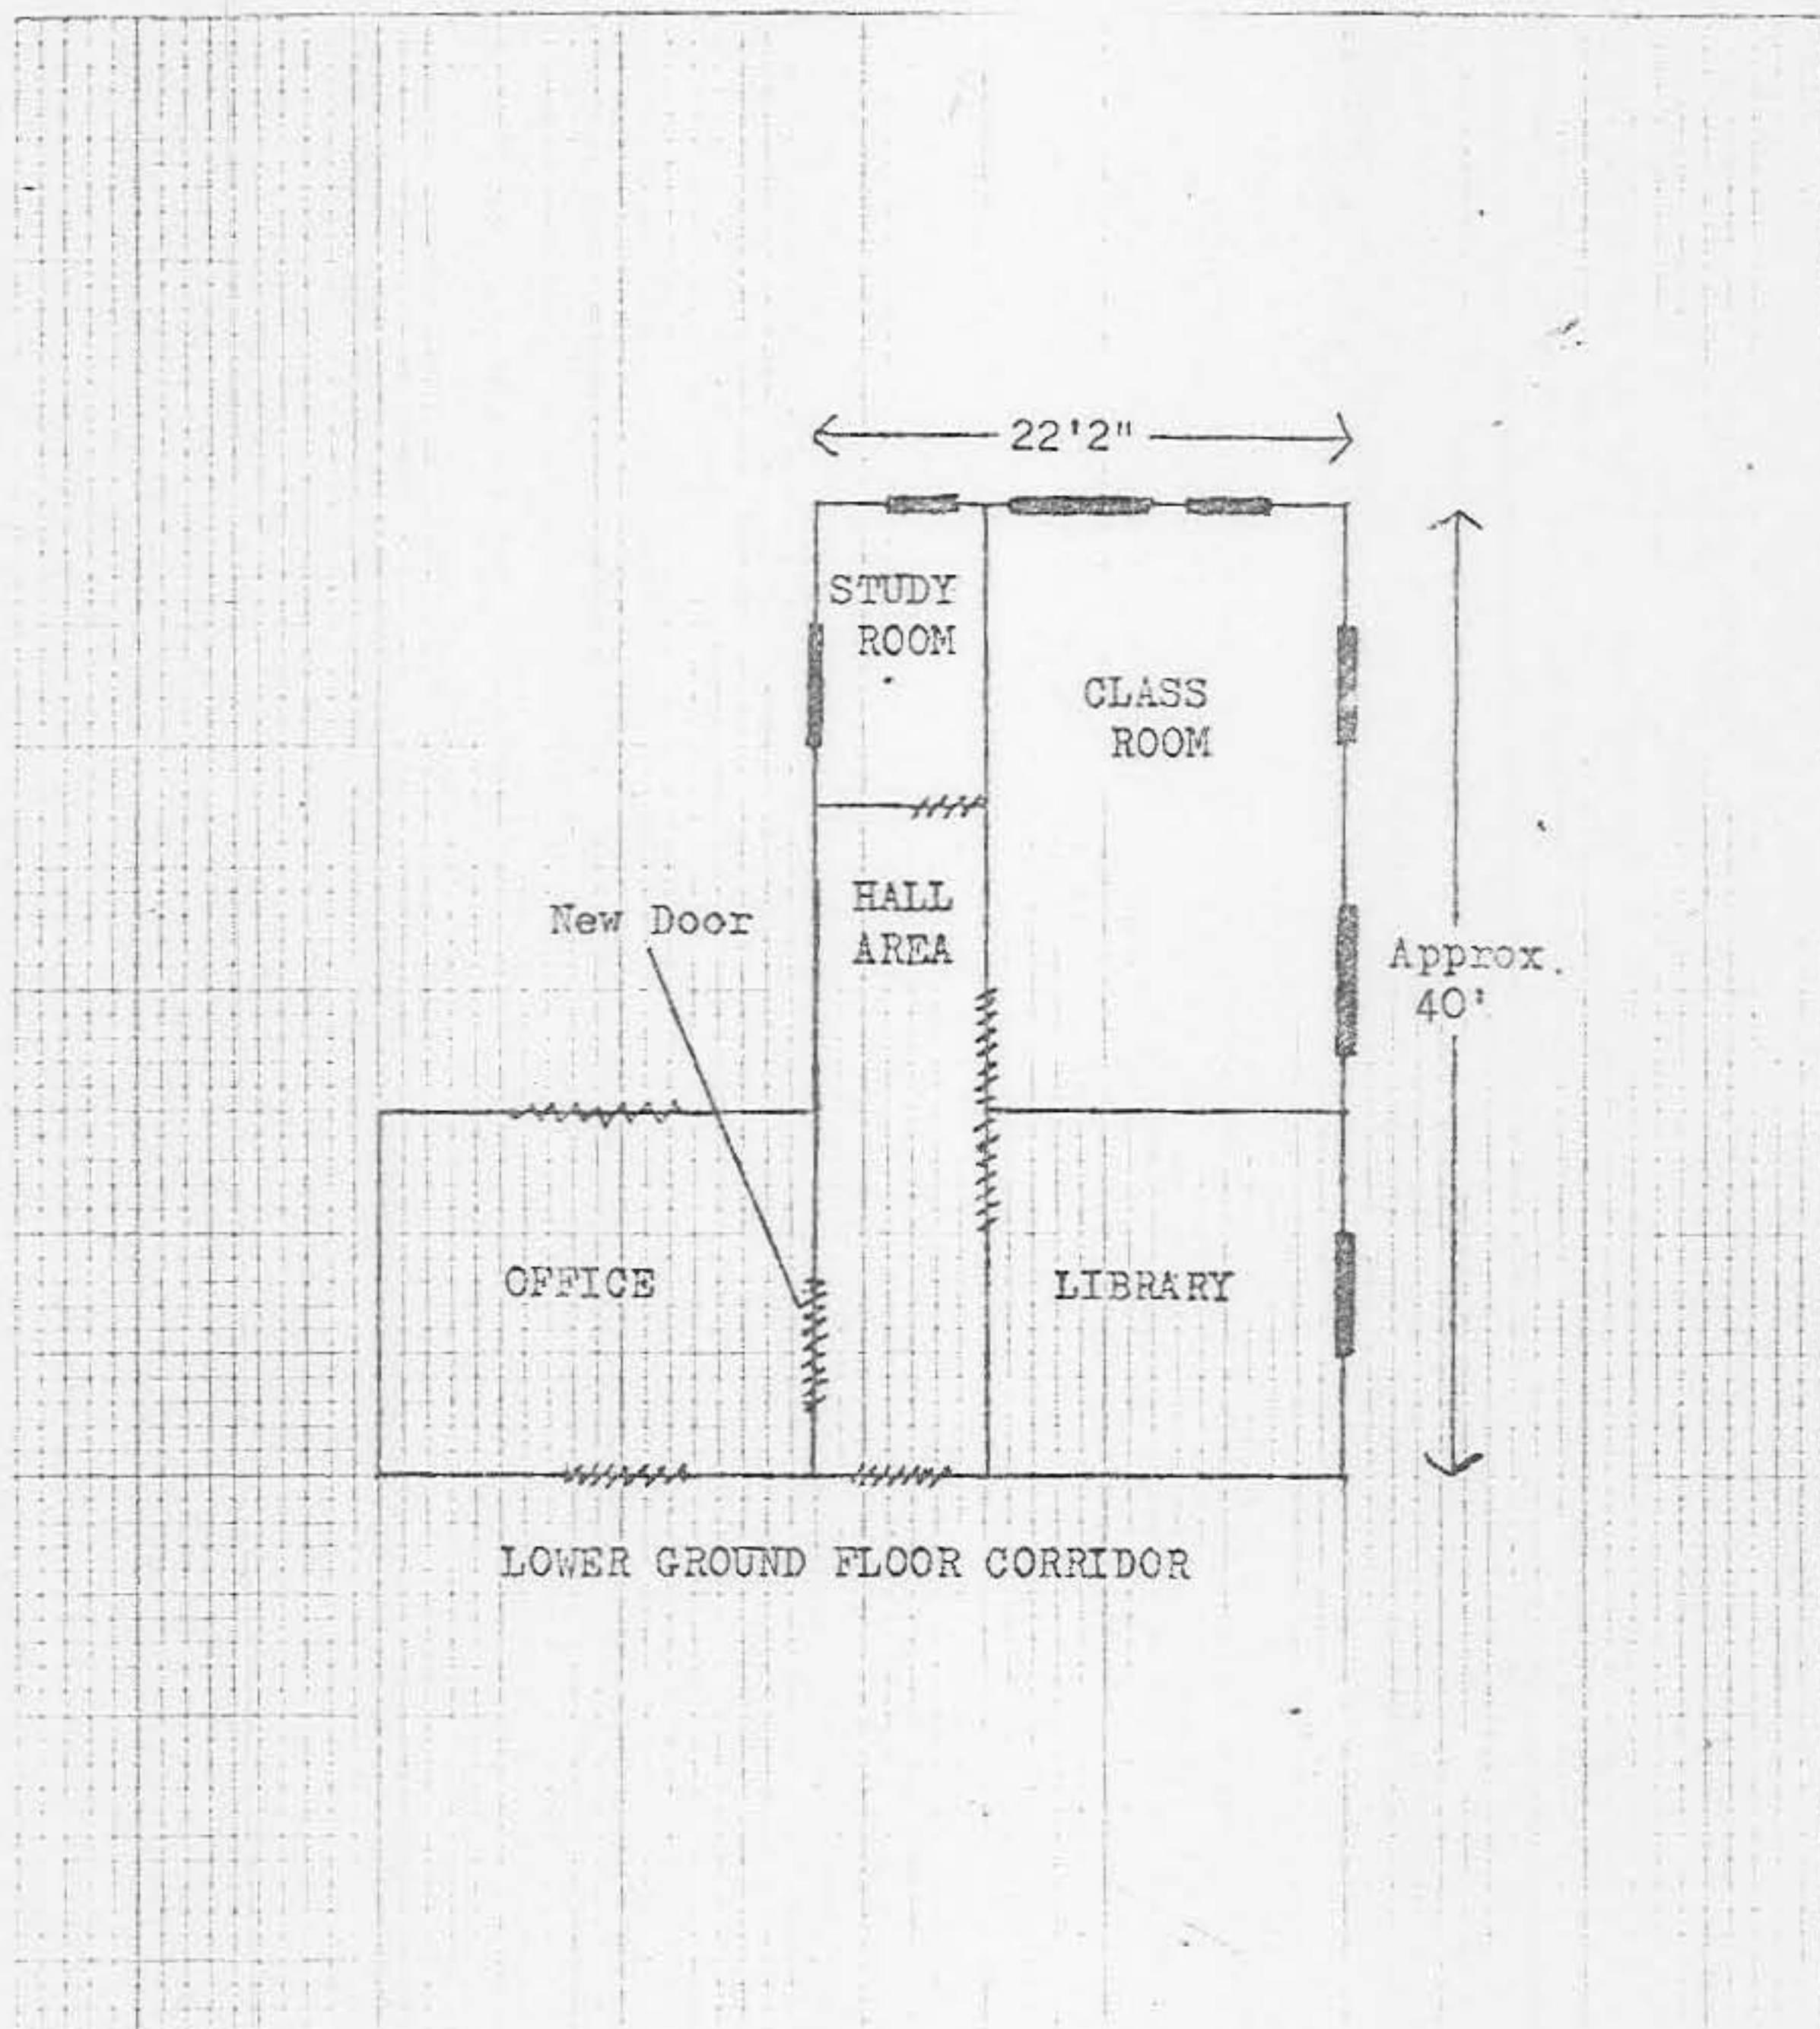 22'2"
STUDY
ROOM
CLASS
ROOM
HALL
AREA
New Door
Approx.
40'
OFFICE
LIBRARY
LOWER GROUND FLOOR CORRIDOR